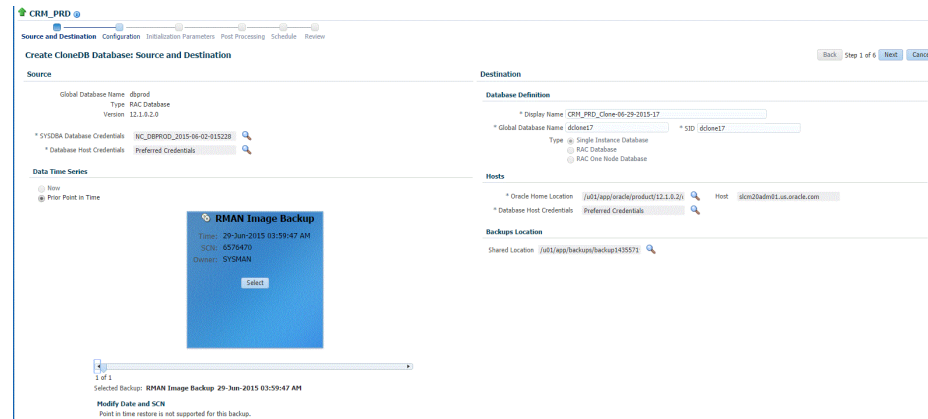 CRM_PRD
Source and Destination Configuration Initialization Parameters Post Processing Schedule Review
Create CloneDB Database: Source and Destination
Back Step 1 of 6 Next Cance
Source
Global Database Name dbprod
Type RAC Database
Version 12.1.0.2.0
* SYSDBA Database Credentials NC_DBPROD_2015-06-02-015228
* Database Host Credentials Preferred Credentials
Data Time Series
Now
Prior Point in Time
RMAN Image Backup
Time: 29-Jun-2015 03:59:47 AM
SCN: 6576470
Owner: SYSMAN
Select
1 of 1
Selected Backup: RMAN Image Backup 29-Jun-2015 03:59:47 AM
Modify Date and SCN
Point in time restore is not supported for this backup.
Destination
Database Definition
* Display Name CRM_PRD_Clone-06-29-2015-17
* Global Database Name dclone17 * SID dclone17
Type Single Instance Database
RAC Database
RAC One Node Database
Hosts
* Oracle Home Location /u01/app/oracle/product/12.1.0.2/ Host slcm20adm01.us.oracle.com
* Database Host Credentials Preferred Credentials
Backups Location
Shared Location /u01/app/backups/backup1435571